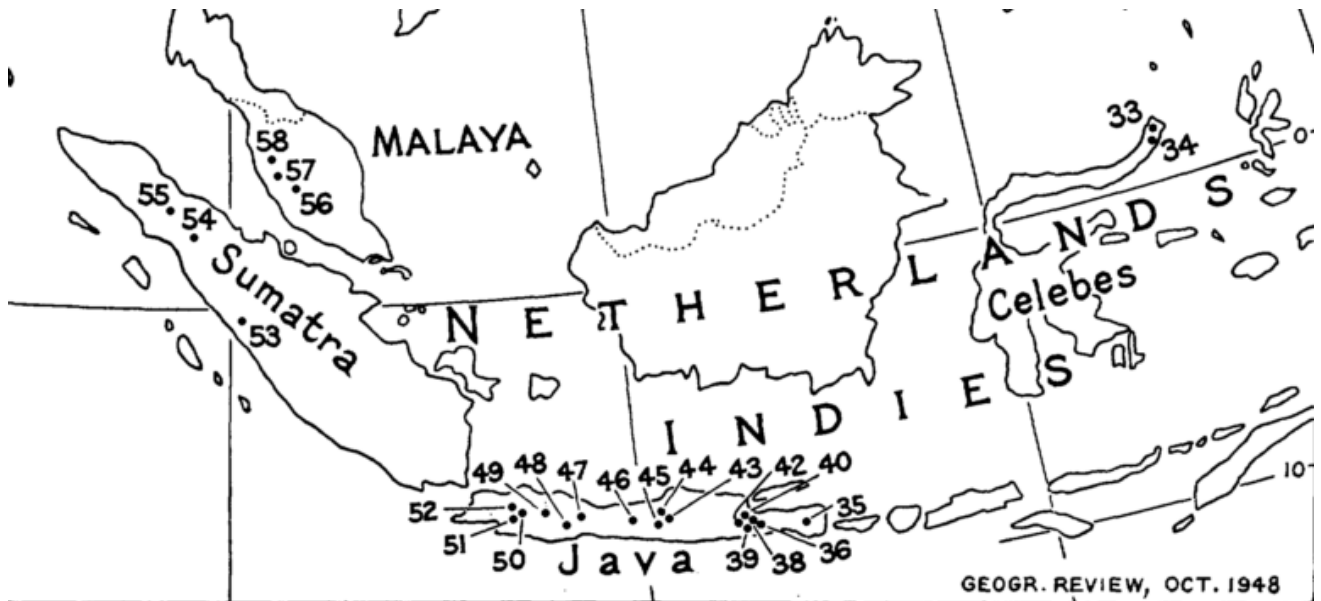 MALAYA
58
57
56
55
54
53
Sumatra
33
34
0
NETHERLANDS
INDIES
Celebes
10
49 48 47 46 45 44 43 42 40
52
35
51
50
39 38 36
Java
GEOGR. REVIEW, OCT. 1948